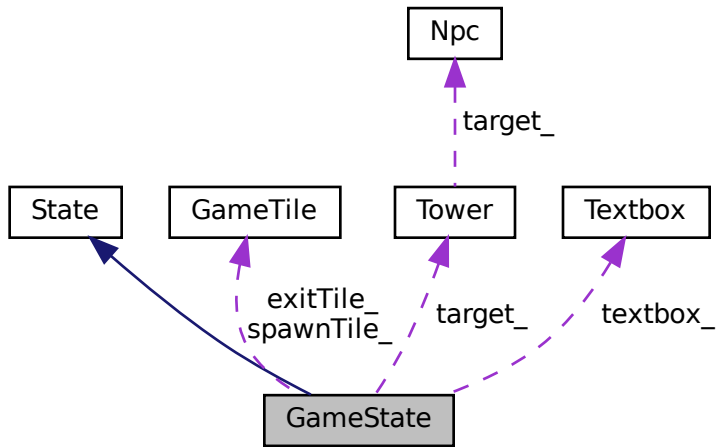 Npc
target_
State
GameTile
Tower
Textbox
exitTile_
spawnTile_
target_
textbox_
GameState